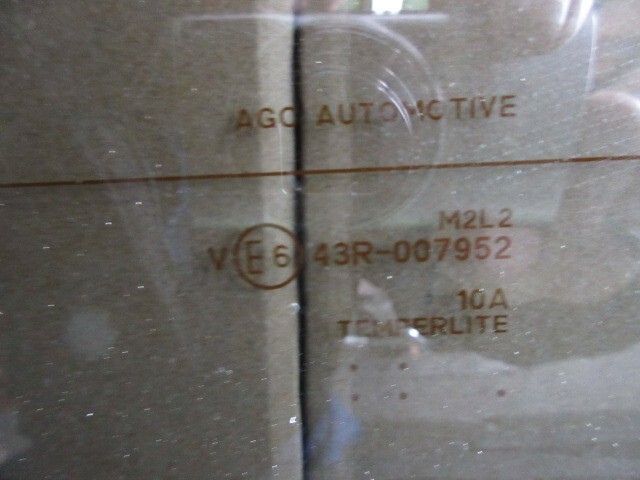 AGC AUTOMOTIVE
M2L2
V E6 43R-007952
10A
TEMPERLITE